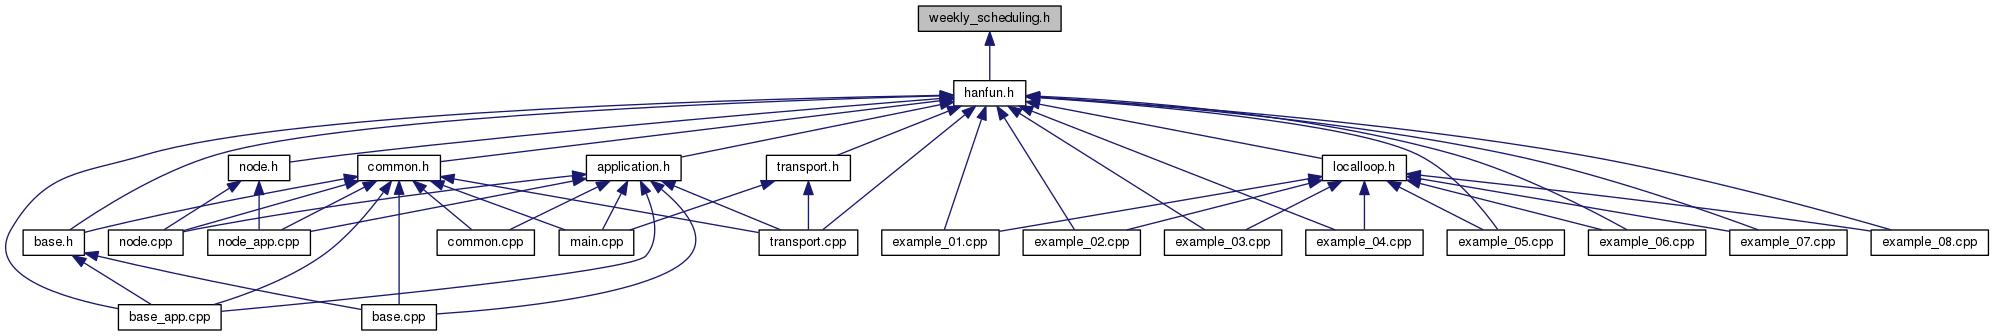 weekly_scheduling.h
hanfun.h
node.h
common.h
application.h
transport.h
localloop.h
base.h
node.cpp
node_app.cpp
common.cpp
main.cpp
transport.cpp
example_01.cpp
example_02.cpp
example_03.cpp
example_04.cpp
example_05.cpp
example_06.cpp
example_07.cpp
example_08.cpp
base_app.cpp
base.cpp